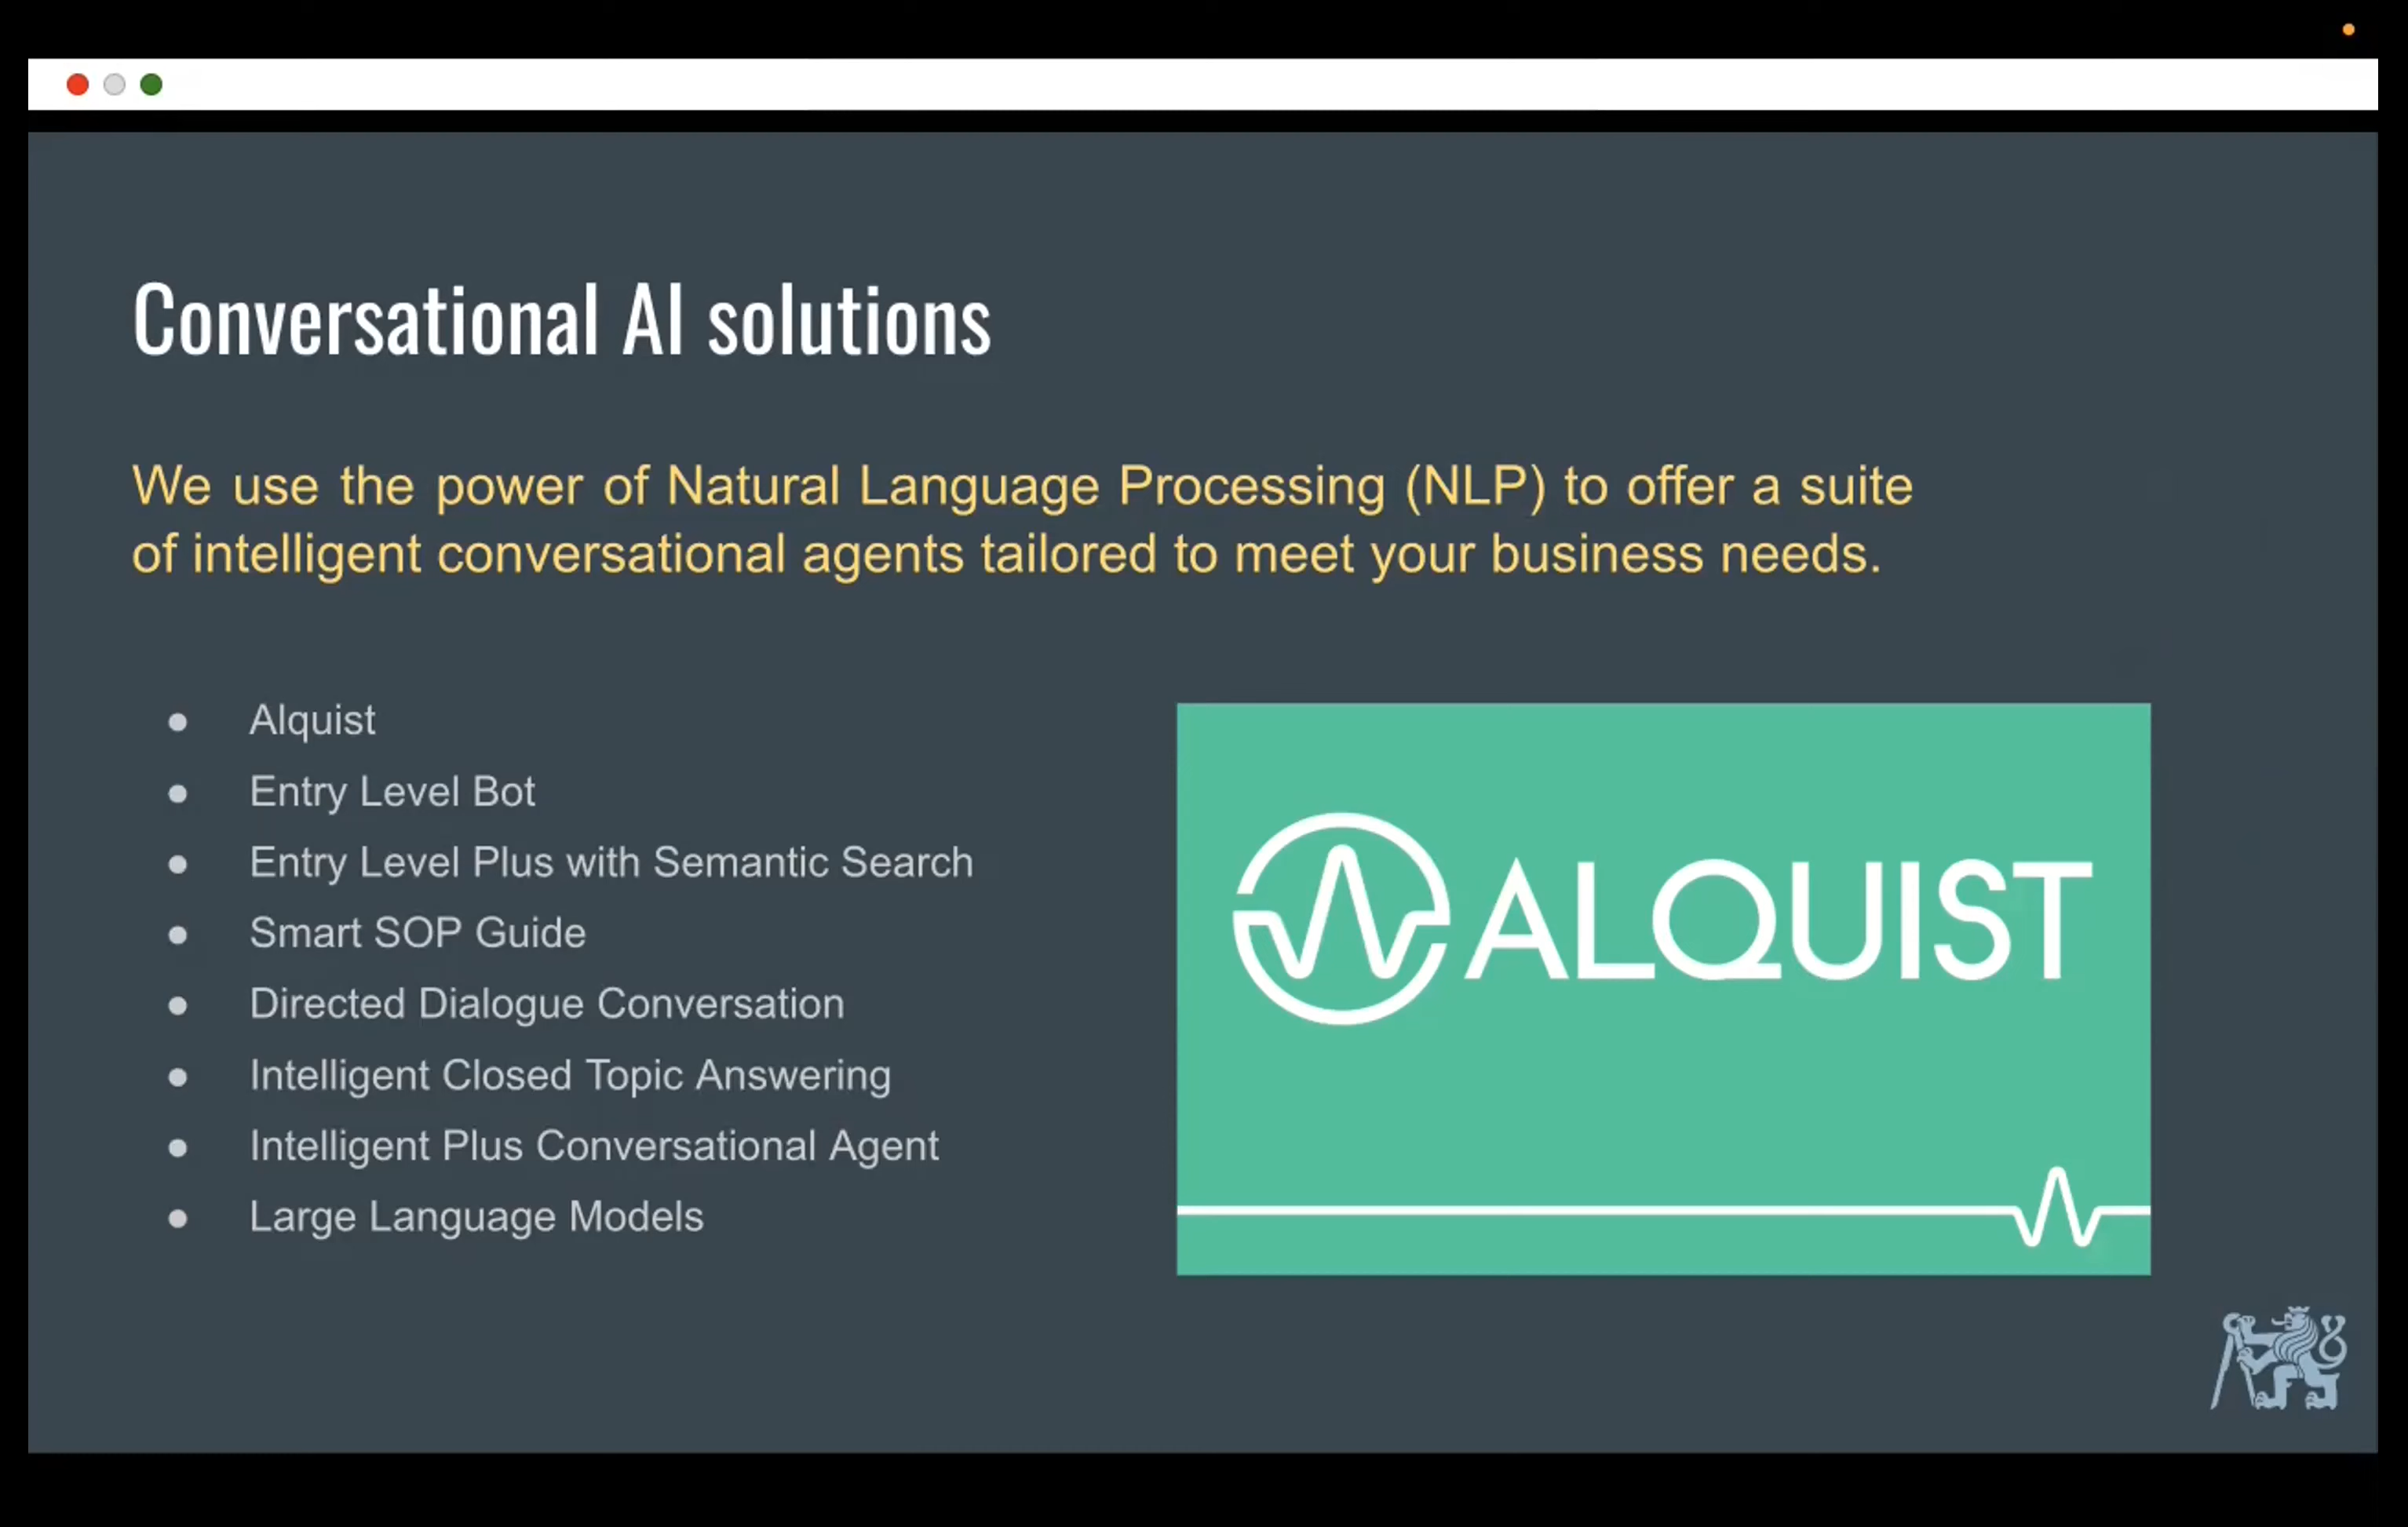 Conversational AI solutions
We use the power of Natural Language Processing (NLP) to offer a suite
of intelligent conversational agents tailored to meet your business needs.
● Alquist
● Entry Level Bot
● Entry Level Plus with Semantic Search
● Smart SOP Guide
● Directed Dialogue Conversation
● Intelligent Closed Topic Answering
● Intelligent Plus Conversational Agent
● Large Language Models
ALQUIST